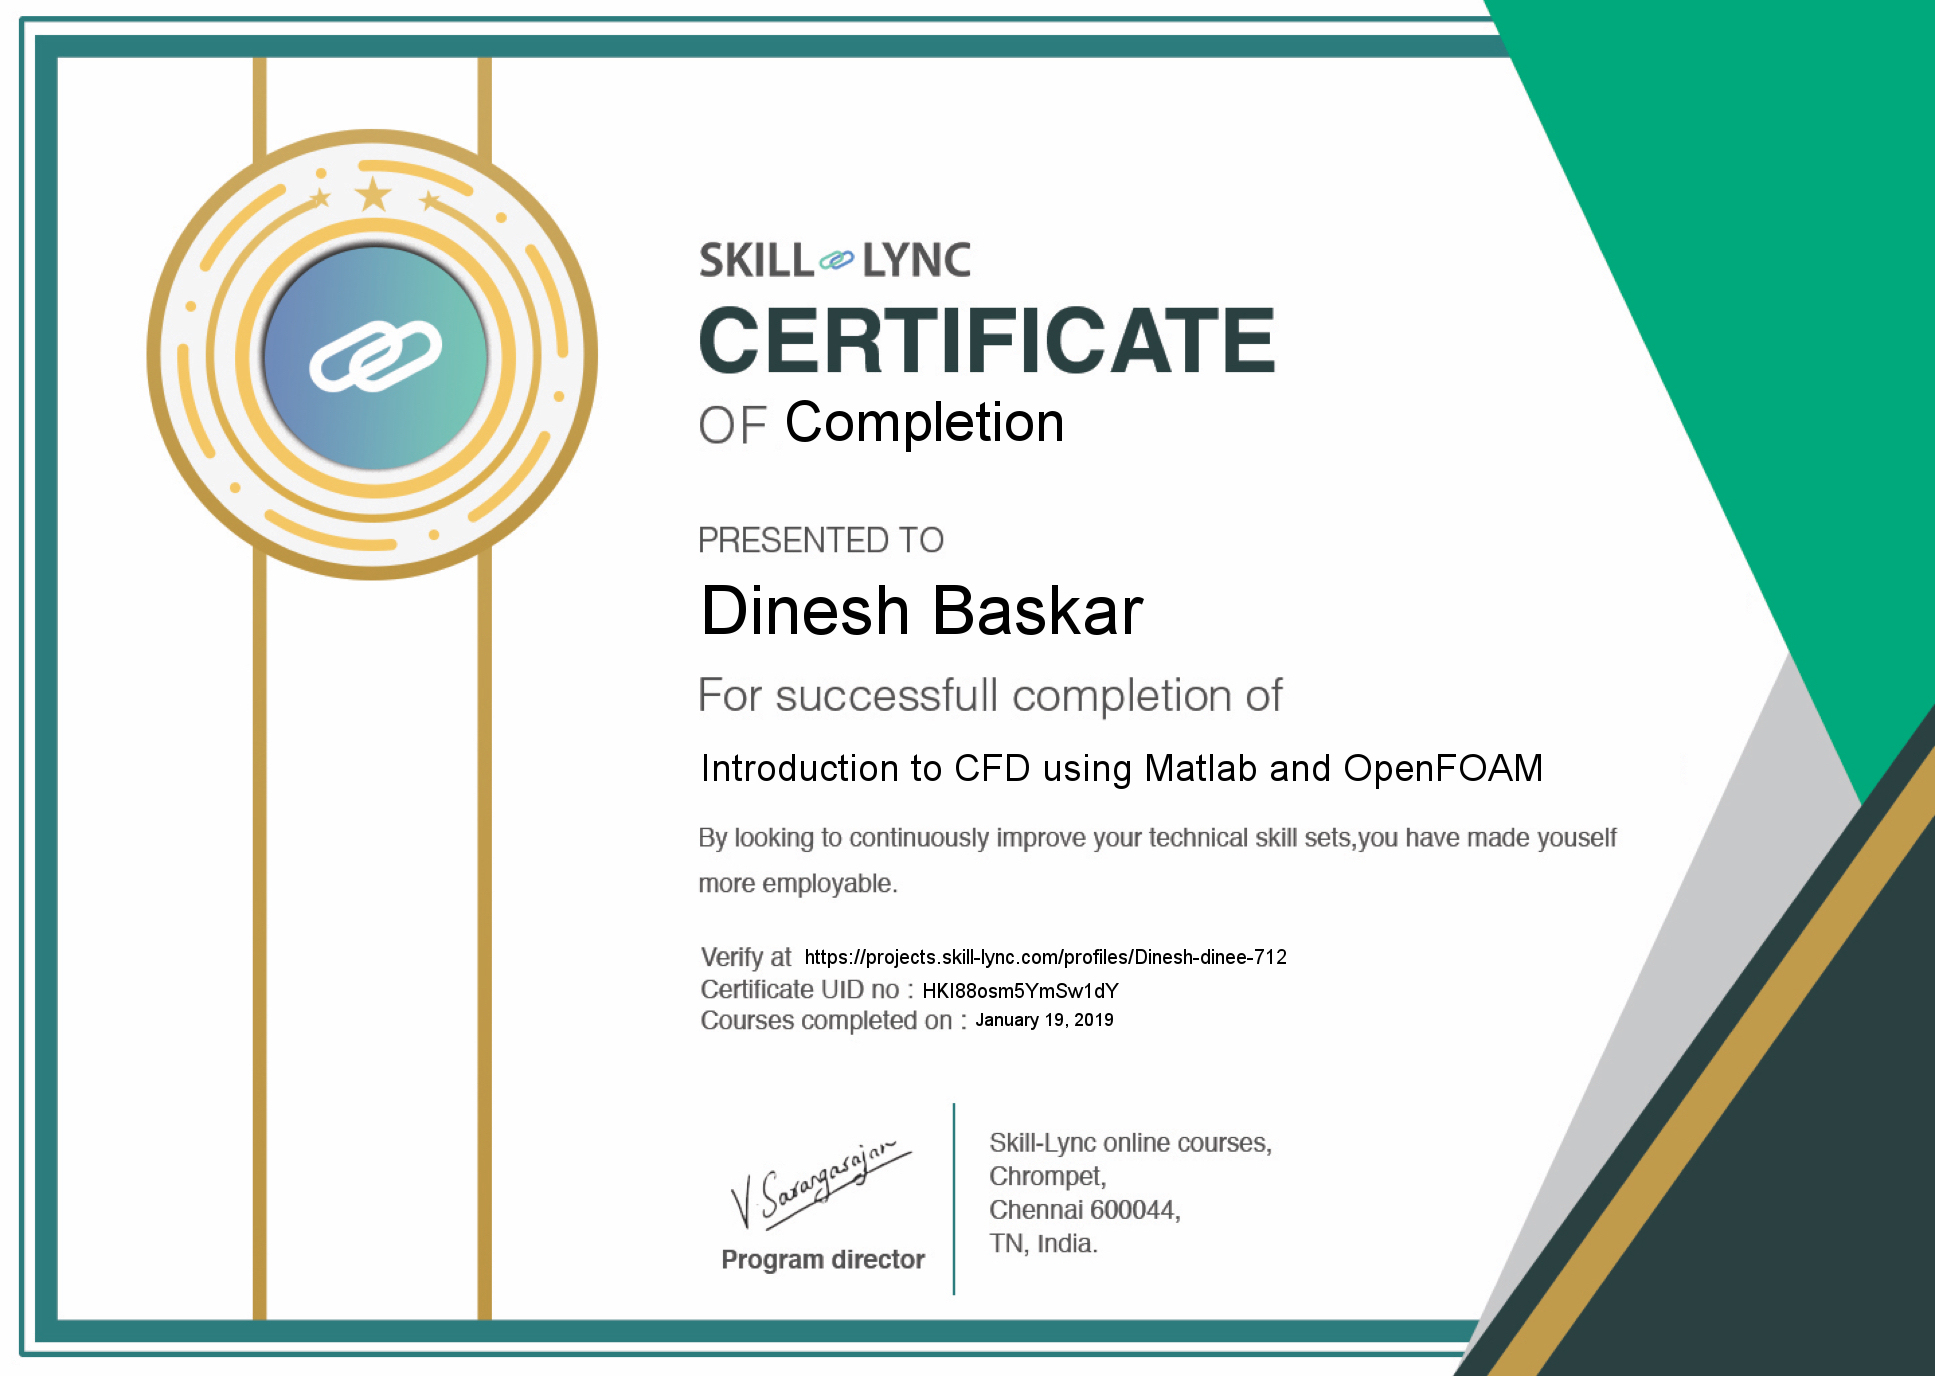 SKILL LYNC
CERTIFICATE
OF Completion
PRESENTED TO
Dinesh Baskar
For successfull completion of
Introduction to CFD using Matlab and OpenFOAM
By looking to continuously improve your technical skill sets,you have made youself
more employable.
Verify at https://projects.skill-lync.com/profiles/Dinesh-dinee-712
Certificate UID no : HKI88osm5YmSw1dY
Courses completed on : January 19, 2019
V. Sarangarajan
Program director
Skill-Lync online courses,
Chrompet,
Chennai 600044,
TN, India.